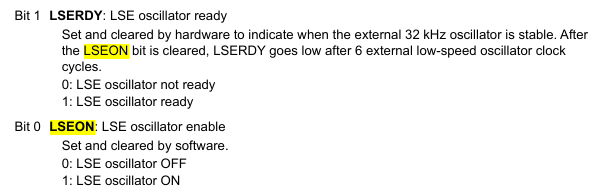 Bit 1 LSERDY: LSE oscillator ready
Set and cleared by hardware to indicate when the external 32 kHz oscillator is stable. After
the LSEON bit is cleared, LSERDY goes low after 6 external low-speed oscillator clock
cycles.
0: LSE oscillator not ready
1: LSE oscillator ready
Bit 0 LSEON: LSE oscillator enable
Set and cleared by software.
0: LSE oscillator OFF
1: LSE oscillator ON